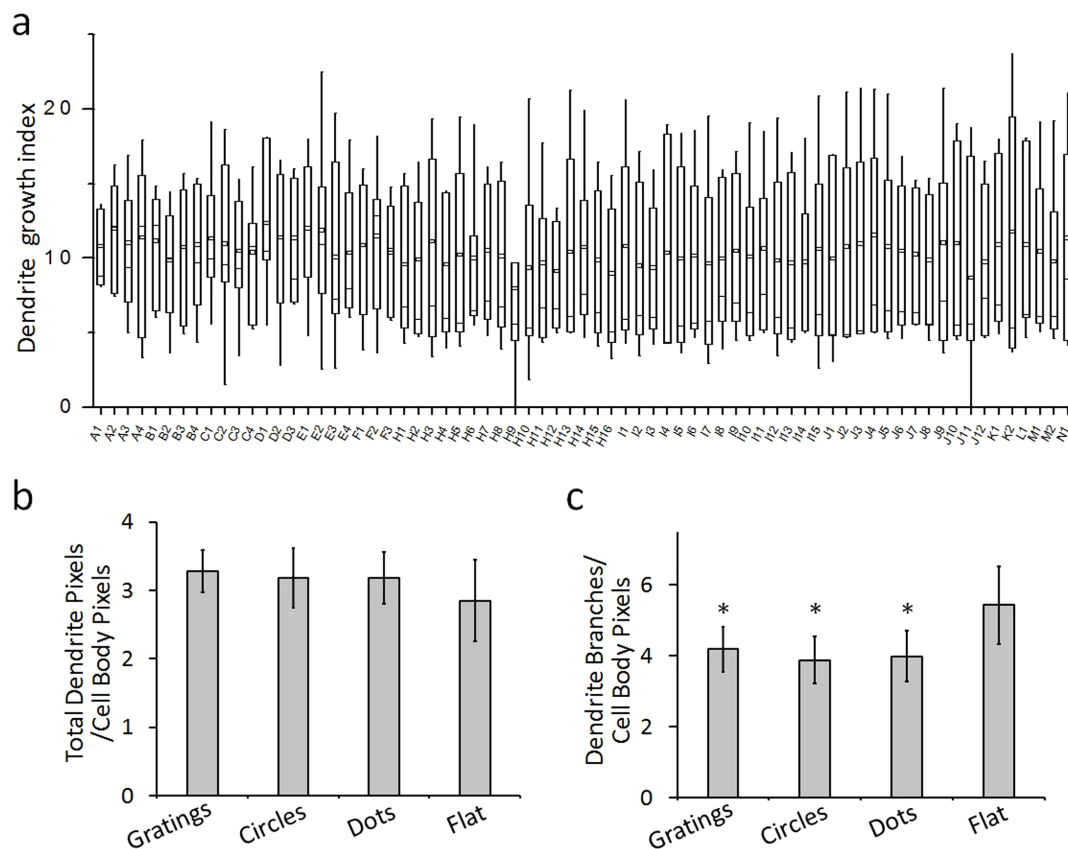 a
Dendrite growth index
20
10
0
A1 A2 A3 A4 B1 B2 B3 B4 C1 C2 C3 C4 D1 D2 D3 E1 E2 E3 E4 F1 F2 F3 H1 H2 H3 H4 H5 H6 H7 H8 H9 H10 H11 H12 H13 H14 H15 H16 I1 I2 I3 I4 I5 I6 I7 I8 I9 I10 I11 I12 I13 I14 I15 J1 J2 J3 J4 J5 J6 J7 J8 J9 J10 J11 J12 K1 K2 L1 M1 M2 N1
b
Total Dendrite Pixels
/Cell Body Pixels
4
3
2
1
0
Gratings Circles Dots Flat
c
Dendrite Branches/
Cell Body Pixels
6
4
2
0
* * *
Gratings Circles Dots Flat